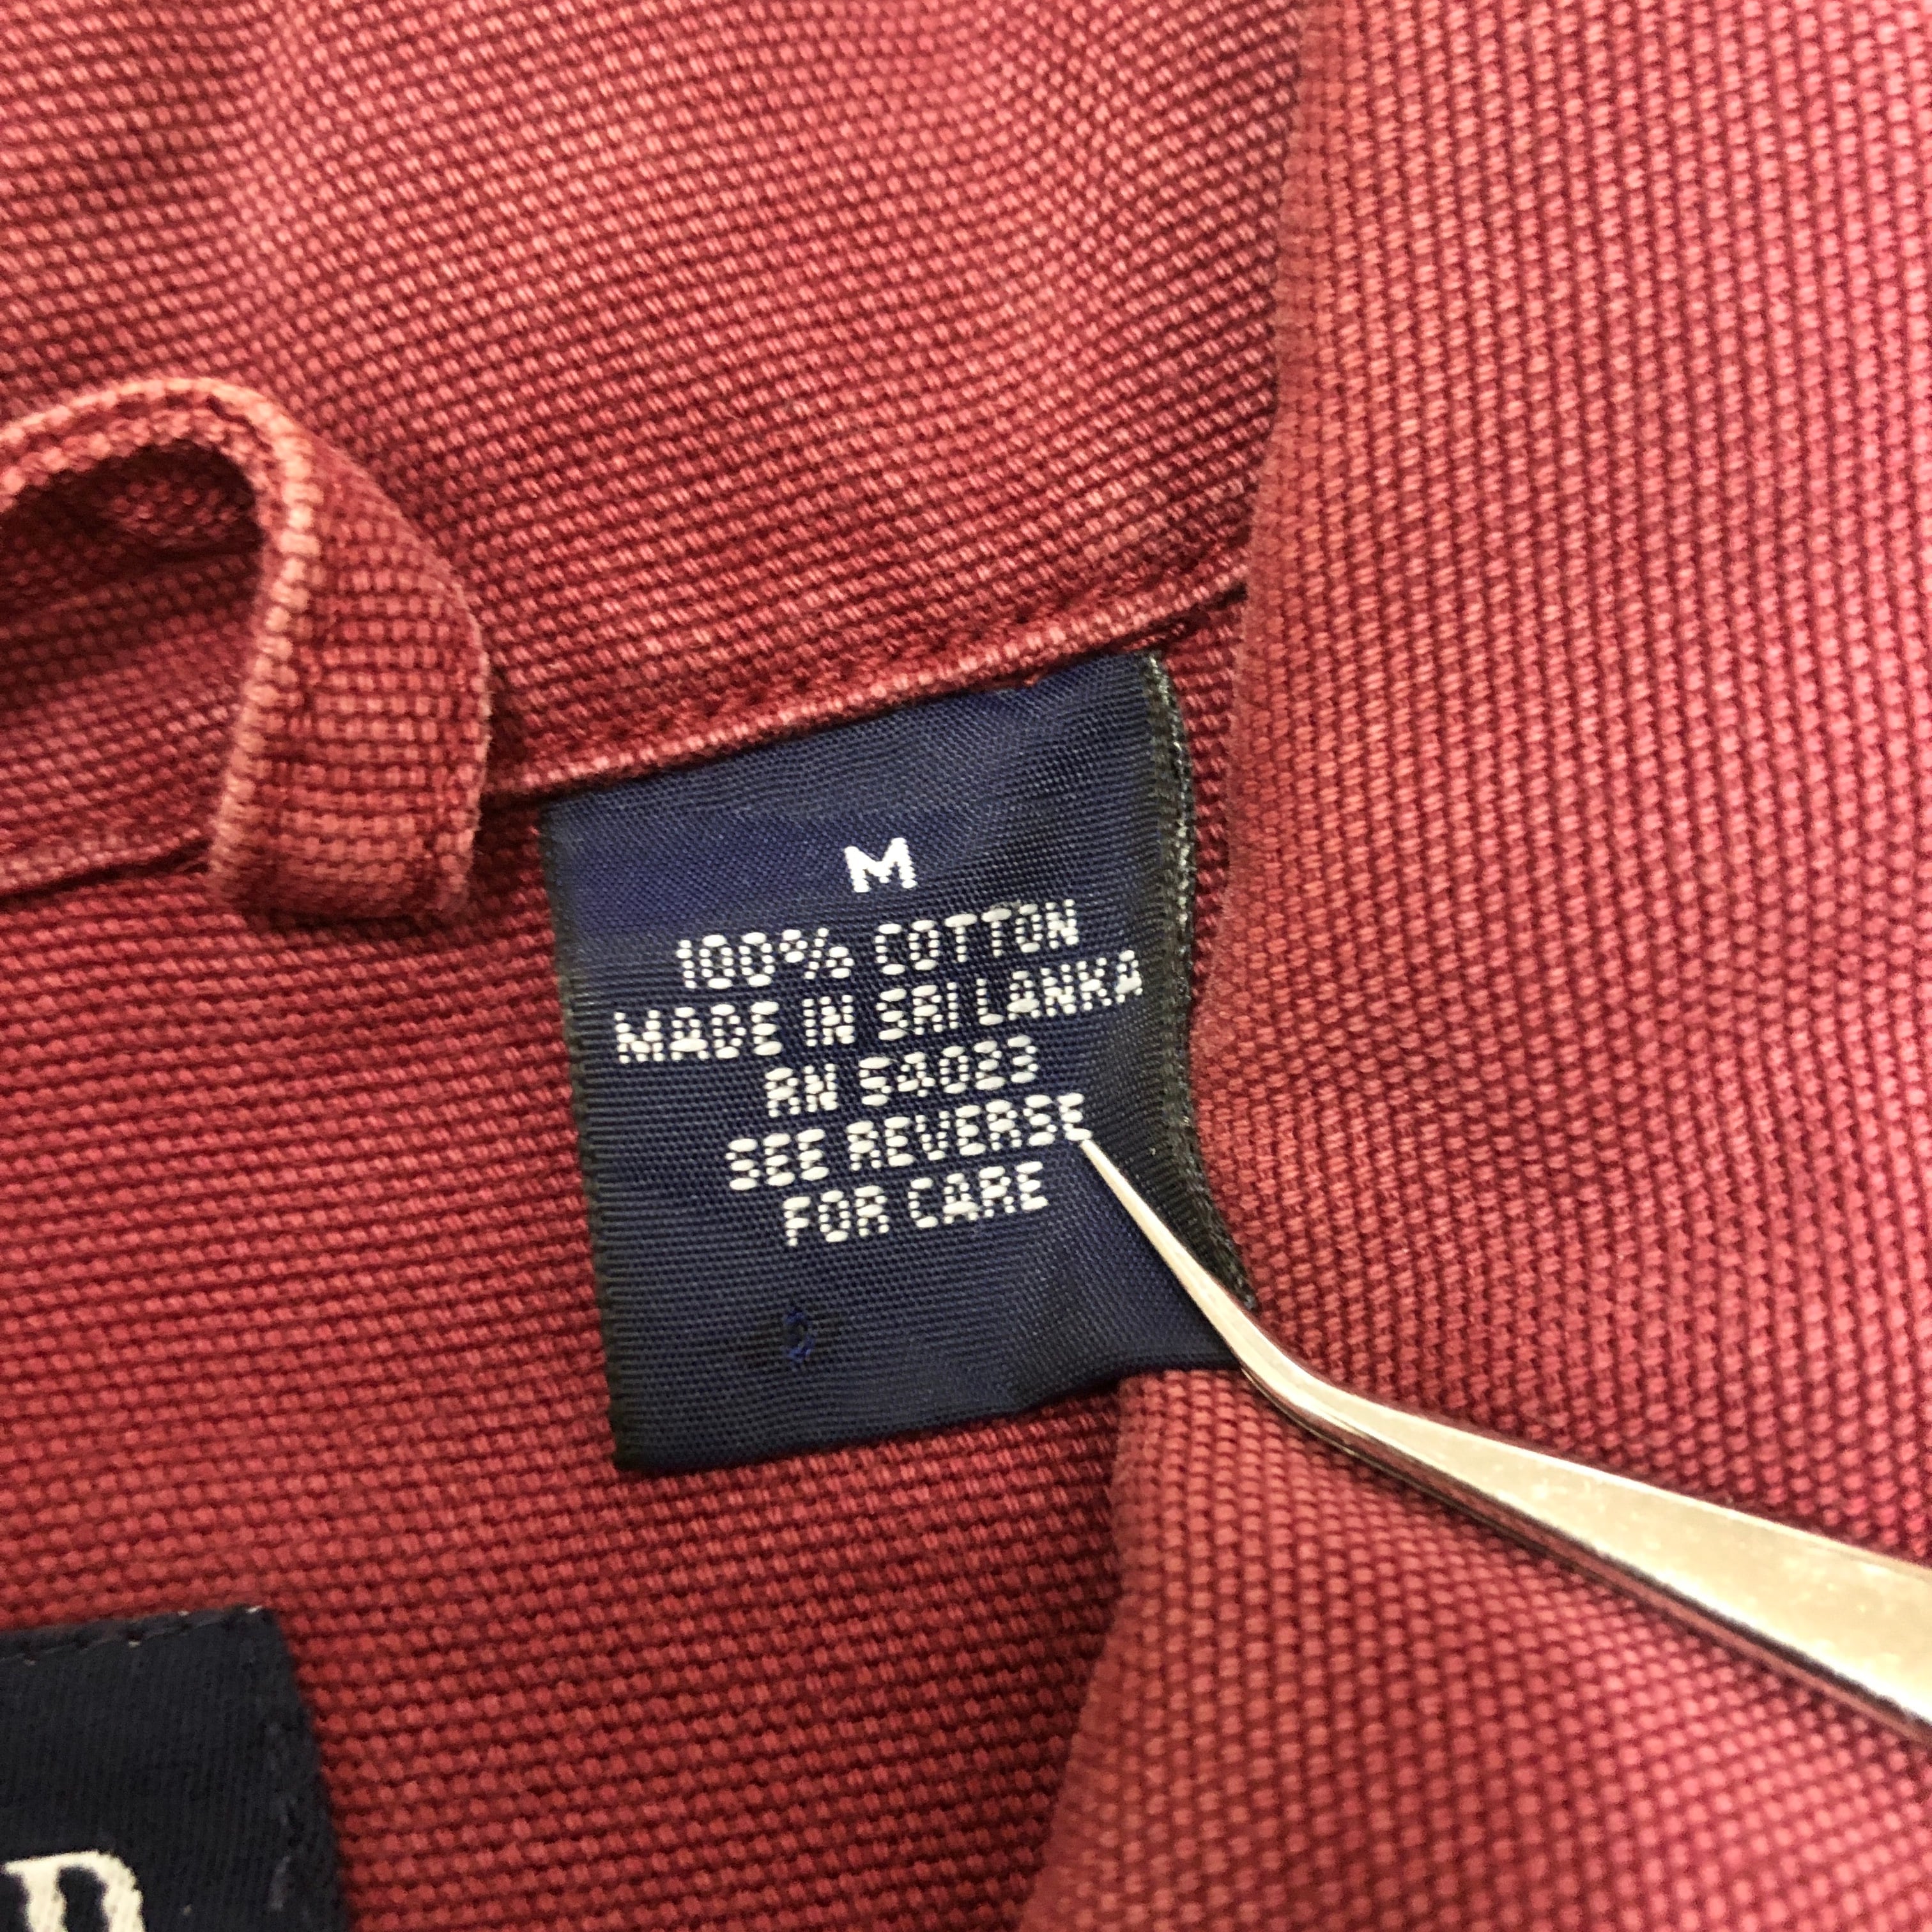 M
100% COTTON
MADE IN SRI LANKA
RN 54023
SEE REVERSE
FOR CARE